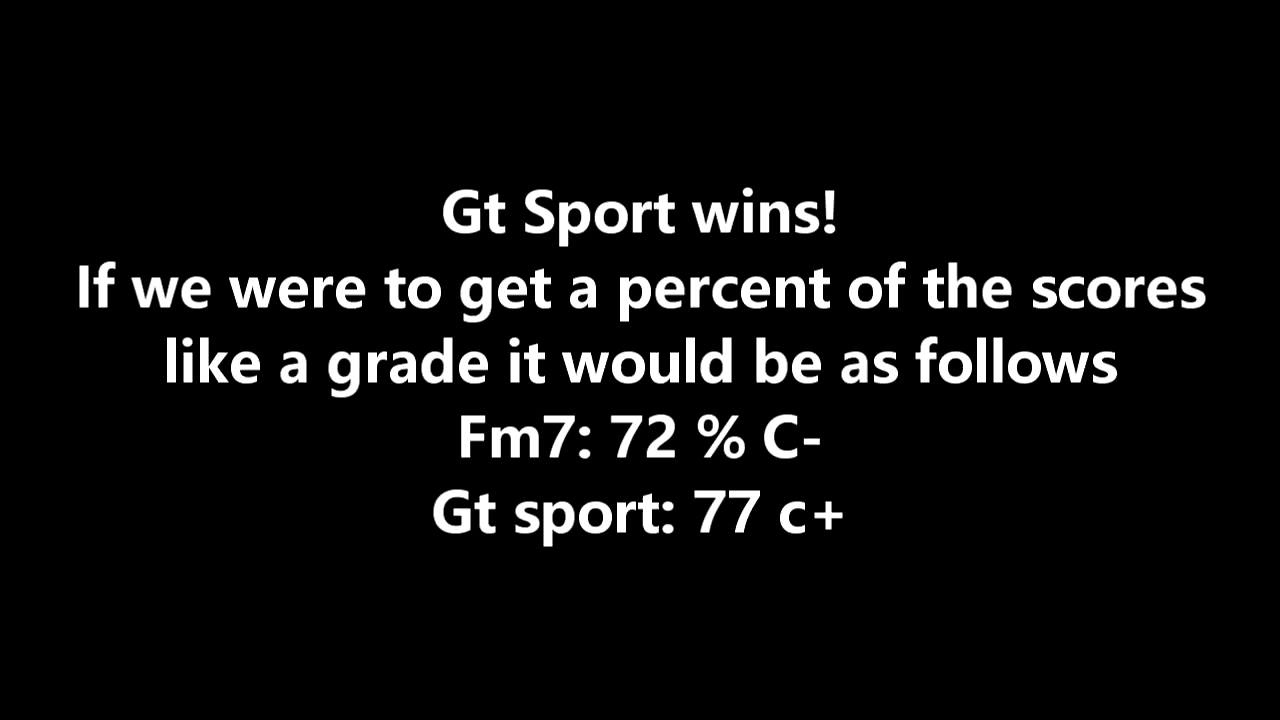 Gt Sport wins!
If we were to get a percent of the scores
like a grade it would be as follows
Fm7: 72 % C-
Gt sport: 77 c+